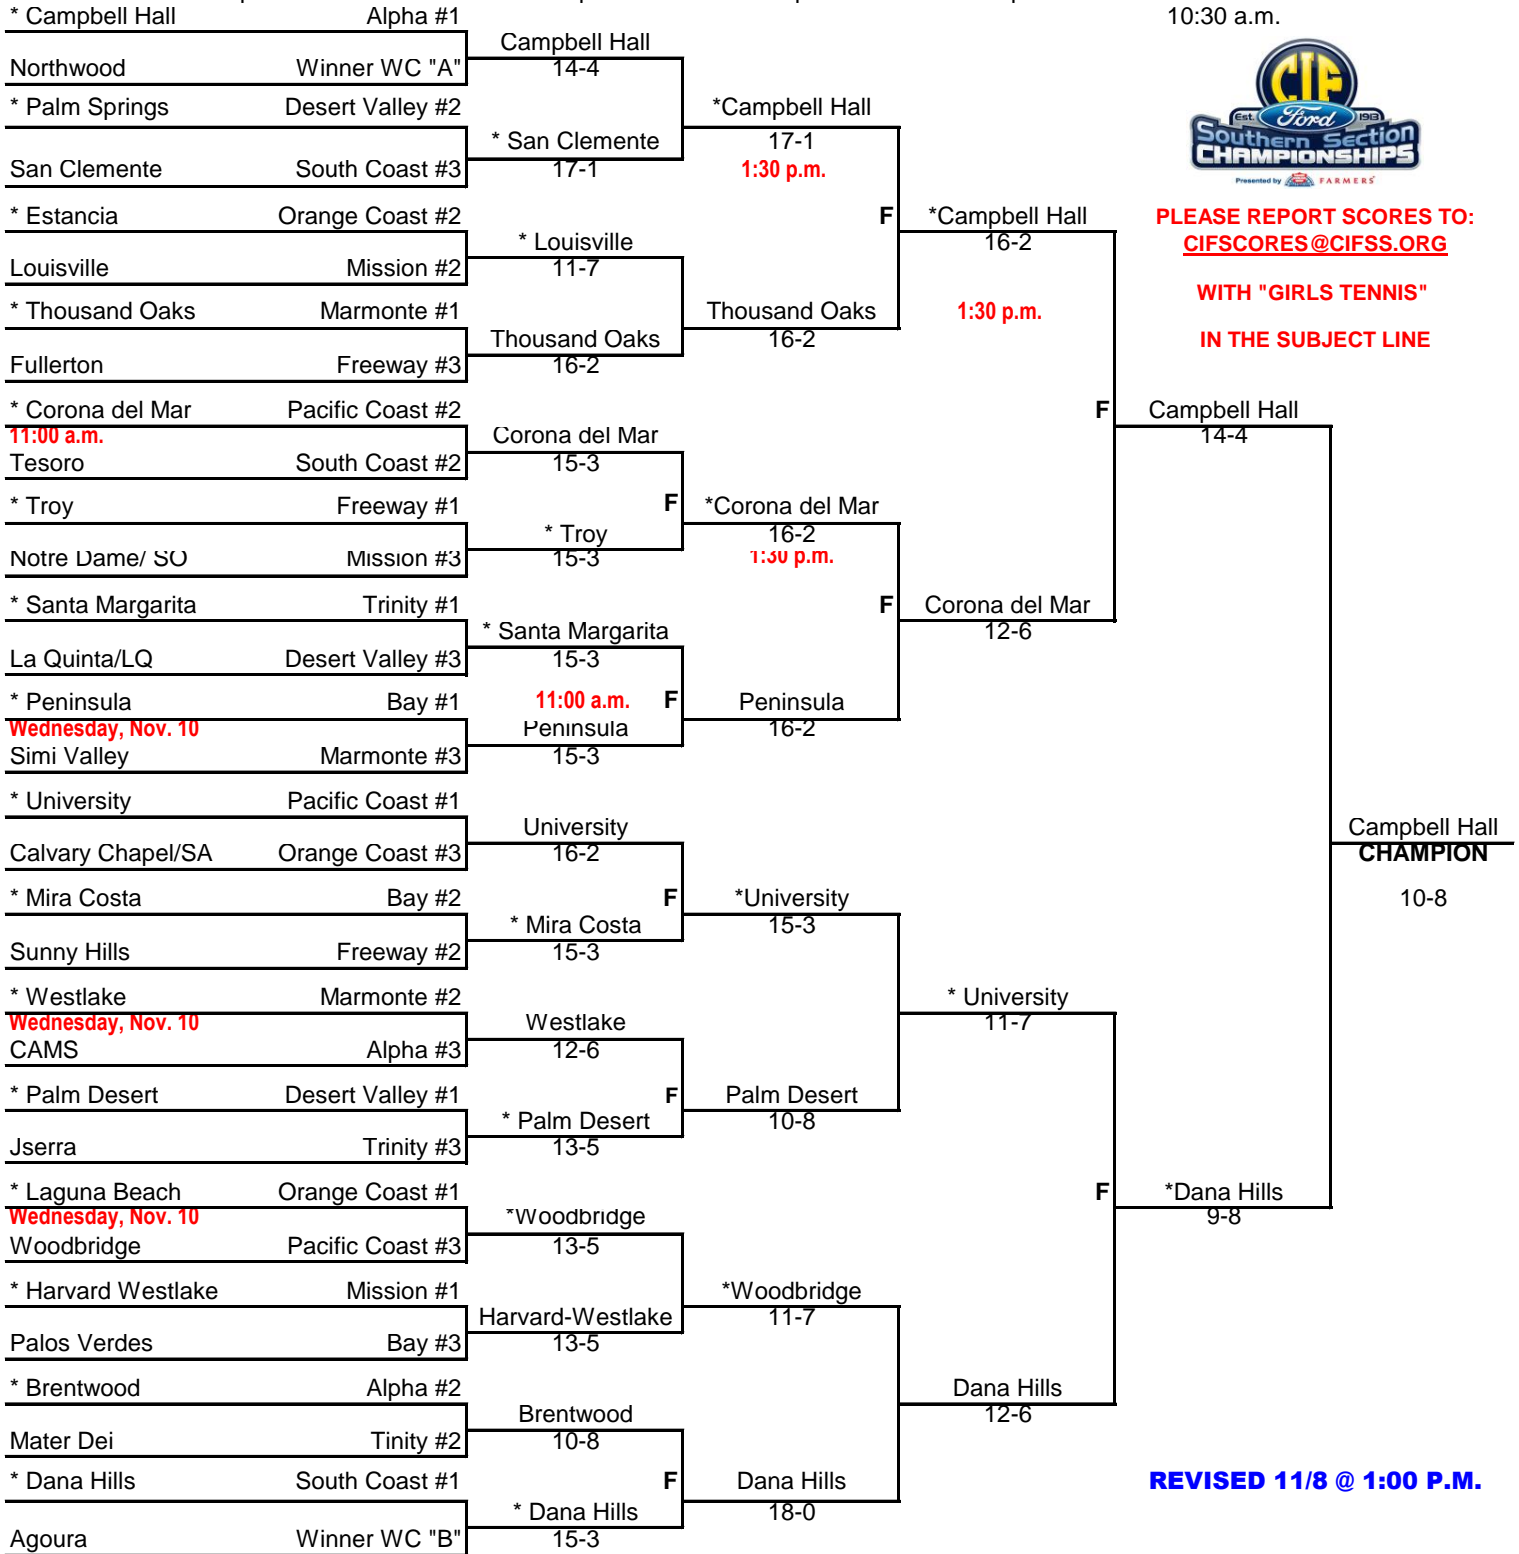 * Campbell Hall Alpha #1
10:30 a.m.
Campbell Hall
14-4
Northwood Winner WC "A"
* Palm Springs Desert Valley #2
*Campbell Hall
17-1
1:30 p.m.
* San Clemente
17-1
San Clemente South Coast #3
CIF
Est. Ford 1913
Southern Section
CHAMPIONSHIPS
Presented by FARMERS
* Estancia Orange Coast #2
F
*Campbell Hall
16-2
PLEASE REPORT SCORES TO:
CIFSCORES@CIFSS.ORG
* Louisville
11-7
Louisville Mission #2
WITH "GIRLS TENNIS"
* Thousand Oaks Marmonte #1
Thousand Oaks
16-2
1:30 p.m.
IN THE SUBJECT LINE
Thousand Oaks
16-2
Fullerton Freeway #3
* Corona del Mar Pacific Coast #2
F
Campbell Hall
14-4
11:00 a.m.
Corona del Mar
15-3
Tesoro South Coast #2
* Troy Freeway #1
F
*Corona del Mar
16-2
1:30 p.m.
* Troy
15-3
Notre Dame/ SO Mission #3
* Santa Margarita Trinity #1
F
Corona del Mar
12-6
* Santa Margarita
15-3
La Quinta/LQ Desert Valley #3
* Peninsula Bay #1
11:00 a.m.
F
Peninsula
16-2
Wednesday, Nov. 10
Peninsula
15-3
Simi Valley Marmonte #3
* University Pacific Coast #1
University
16-2
Campbell Hall
CHAMPION
10-8
Calvary Chapel/SA Orange Coast #3
* Mira Costa Bay #2
F
*University
15-3
* Mira Costa
15-3
Sunny Hills Freeway #2
* Westlake Marmonte #2
* University
11-7
Wednesday, Nov. 10
Westlake
12-6
CAMS Alpha #3
* Palm Desert Desert Valley #1
F
Palm Desert
10-8
* Palm Desert
13-5
Jserra Trinity #3
* Laguna Beach Orange Coast #1
F
*Dana Hills
9-8
Wednesday, Nov. 10
*Woodbridge
13-5
Woodbridge Pacific Coast #3
* Harvard Westlake Mission #1
*Woodbridge
11-7
Harvard-Westlake
13-5
Palos Verdes Bay #3
* Brentwood Alpha #2
Dana Hills
12-6
Brentwood
10-8
Mater Dei Tinity #2
* Dana Hills South Coast #1
F
Dana Hills
18-0
REVISED 11/8 @ 1:00 P.M.
* Dana Hills
15-3
Agoura Winner WC "B"